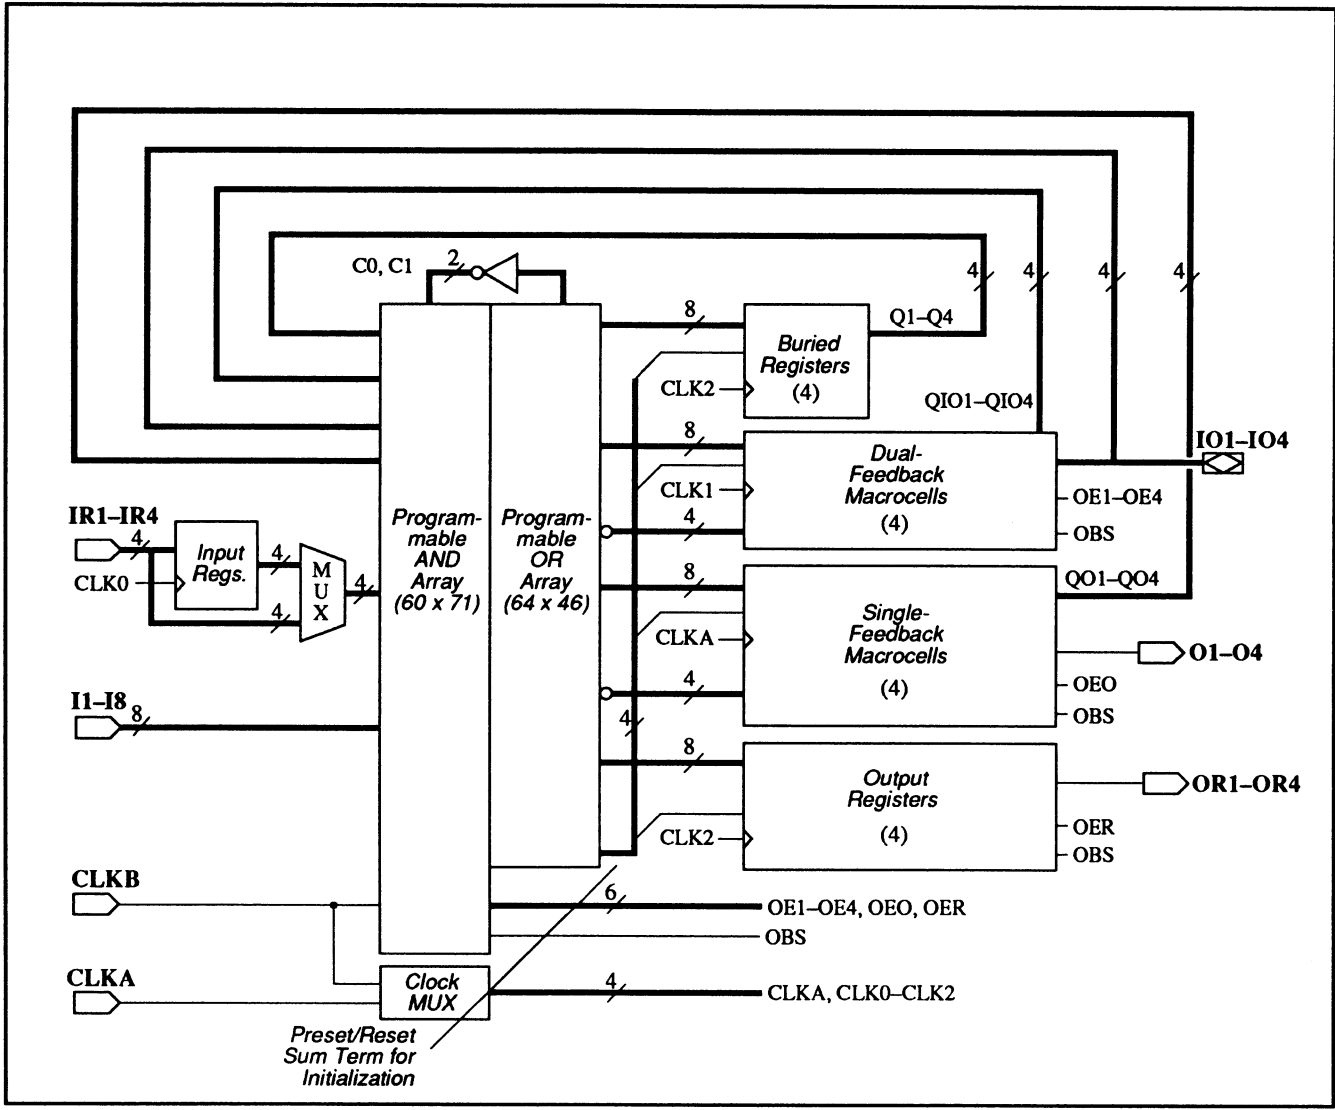 C0, C1
2
4
4
4
4
8
Q1–Q4
Buried
Registers
(4)
CLK2
QIO1–QIO4
8
Dual-
Feedback
Macrocells
(4)
CLK1
4
IO1–IO4
OE1–OE4
OBS
IR1–IR4
4
Input
Regs.
CLK0
4
4
M
U
X
4
Program-
mable
AND
Array
(60 x 71)
Program-
mable
OR
Array
(64 x 46)
8
QO1–QO4
Single-
Feedback
Macrocells
(4)
CLKA
4
O1–O4
OEO
OBS
I1–I8
8
4
8
Output
Registers
(4)
CLK2
OR1–OR4
OER
OBS
CLKB
6
OE1–OE4, OEO, OER
OBS
CLKA
Clock
MUX
4
CLKA, CLK0–CLK2
Preset/Reset
Sum Term for
Initialization